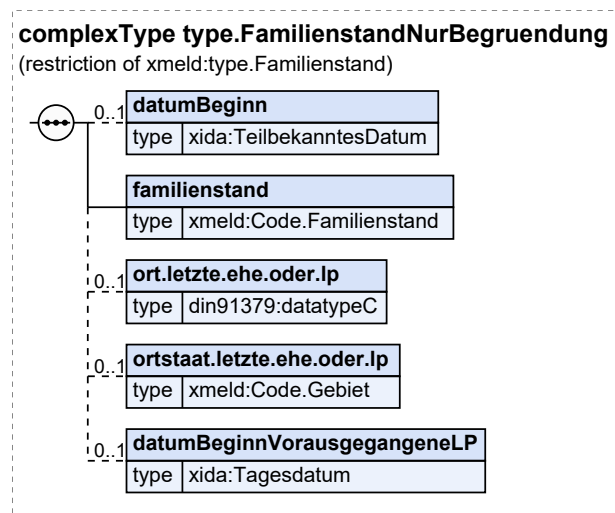 complexType type.FamilienstandNurBegruendung
(restriction of xmeld:type.Familienstand)
0..1 datumBeginn
type xida:TeilbekanntesDatum
familienstand
type xmeld:Code.Familienstand
0..1 ort.letzte.ehe.oder.lp
type din91379:datatypeC
0..1 ortstaat.letzte.ehe.oder.lp
type xmeld:Code.Gebiet
0..1 datumBeginnVorausgegangeneLP
type xida:Tagesdatum